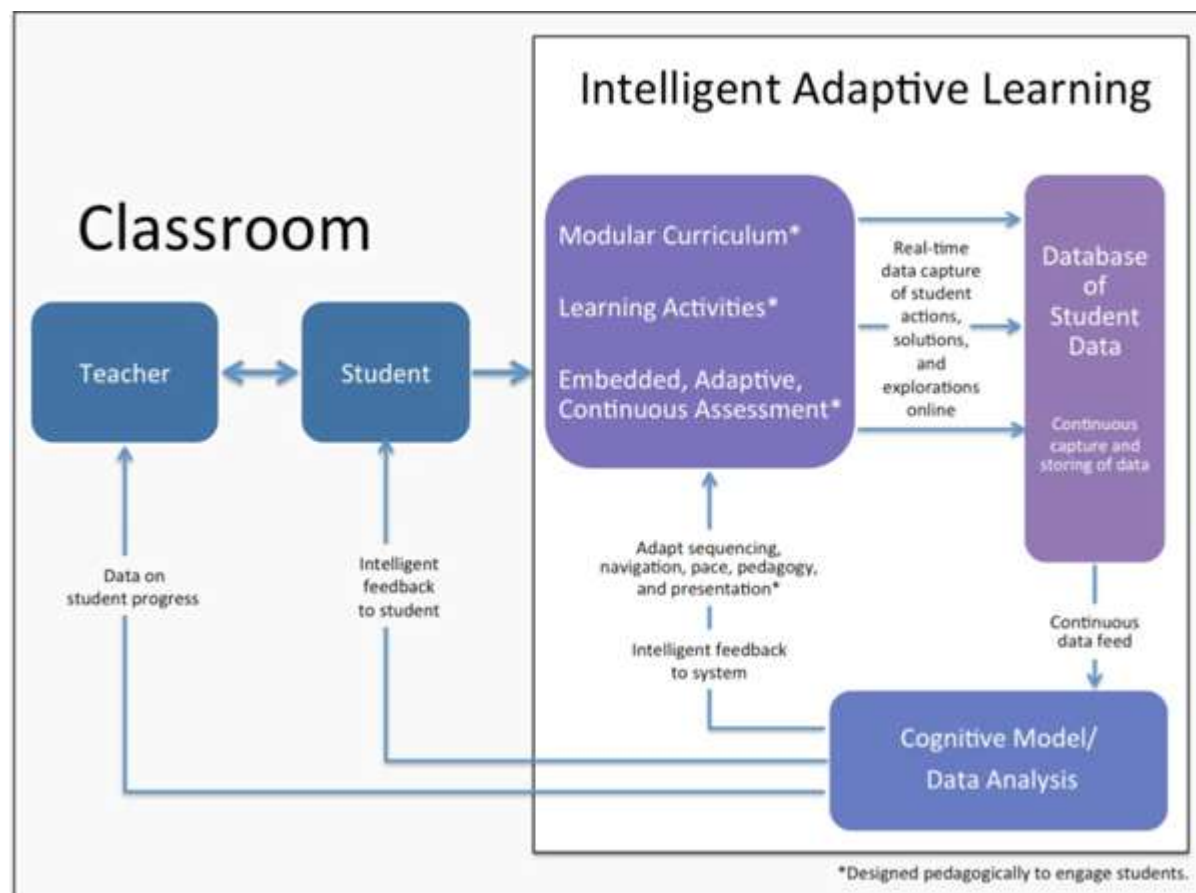 Intelligent Adaptive Learning
Classroom
Teacher
Student
Modular Curriculum*
Learning Activities*
Embedded, Adaptive,
Continuous Assessment*
Real-time
data capture
of student
actions,
solutions,
and
explorations
online
Database
of
Student
Data
Continuous
capture and
storing of data
Data on
student progress
Intelligent
feedback
to student
Adapt sequencing,
navigation, pace, pedagogy,
and presentation*
Intelligent feedback
to system
Continuous
data feed
Cognitive Model/
Data Analysis
*Designed pedagogically to engage students.